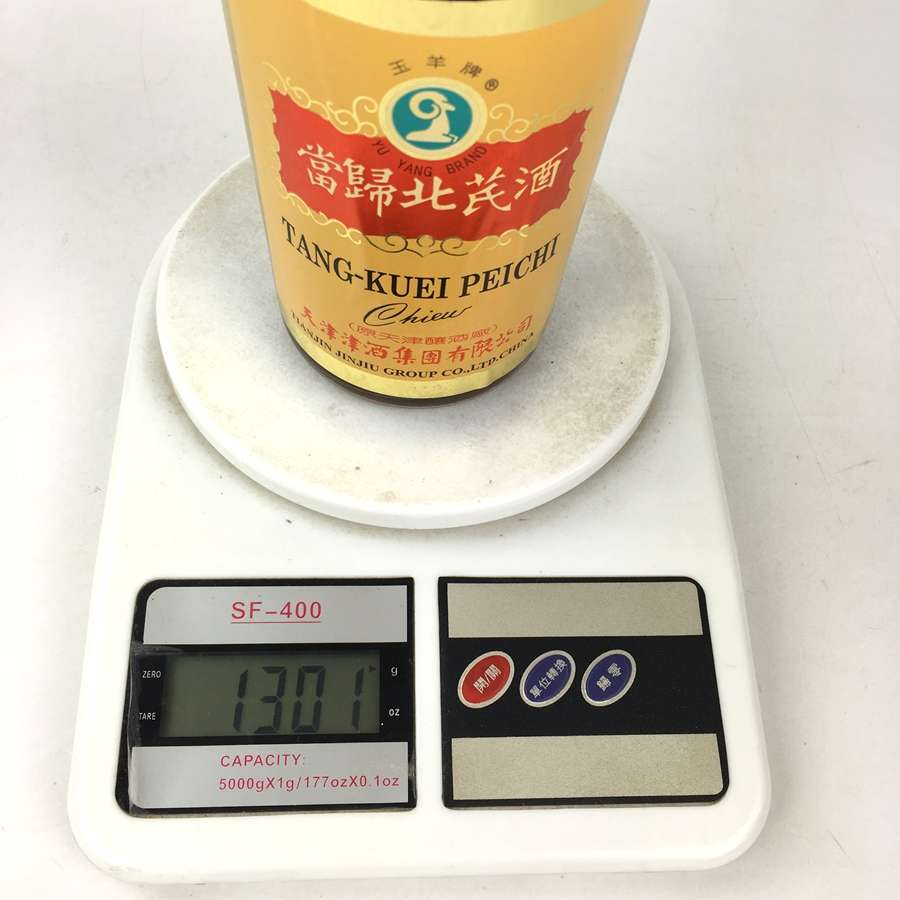 玉羊牌®
YU YANG BRAND
當歸北芪酒
TANG-KUEI PEICHI
Chieu
(原天津釀酒廠)
天津津酒集團有限公司
TIANJIN JINJIU GROUP CO.,LTD.CHINA
SF-400
ZERO
1301
g
TARE
oz
CAPACITY:
5000gX1g/177ozX0.1oz
開/關
單位轉換
歸零